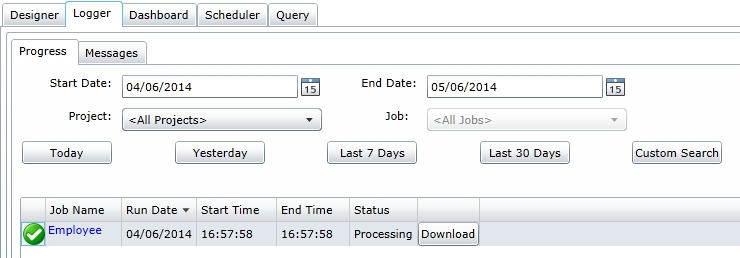 Designer Logger Dashboard Scheduler Query
Progress Messages
Start Date: 04/06/2014 15 End Date: 05/06/2014 15
Project: <All Projects> Job: <All Jobs>
Today Yesterday Last 7 Days Last 30 Days Custom Search
Job Name Run Date Start Time End Time Status
Employee 04/06/2014 16:57:58 16:57:58 Processing Download